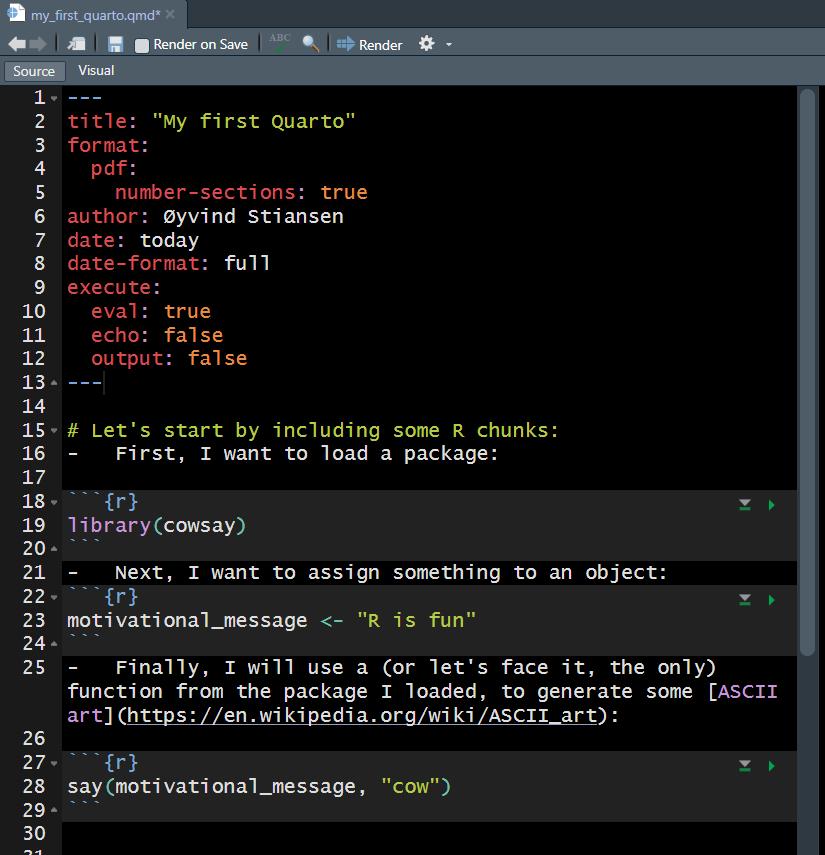 my_first_quarto.qmd*
Render on Save ABC Render
Source Visual
1 ---
2 title: "My first Quarto"
3 format:
4   pdf:
5     number-sections: true
6 author: Øyvind Stiansen
7 date: today
8 date-format: full
9 execute:
10   eval: true
11   echo: false
12   output: false
13 ---
14
15 # Let's start by including some R chunks:
16 -   First, I want to load a package:
17
18 ```{r}
19 library(cowsay)
20 ```
21 -   Next, I want to assign something to an object:
22 ```{r}
23 motivational_message <- "R is fun"
24 ```
25 -   Finally, I will use a (or let's face it, the only)
function from the package I loaded, to generate some [ASCII
art](https://en.wikipedia.org/wiki/ASCII_art):
26
27 ```{r}
28 say(motivational_message, "cow")
29 ```
30
31